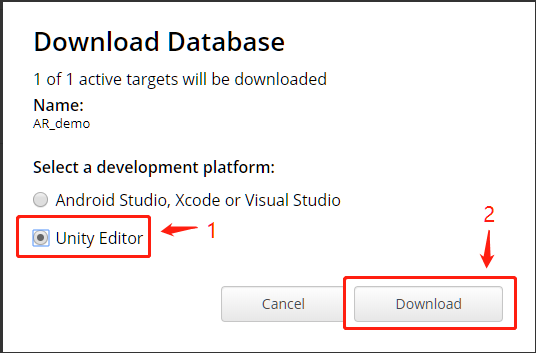 Download Database
1 of 1 active targets will be downloaded
Name:
AR_demo
Select a development platform:
Android Studio, Xcode or Visual Studio
Unity Editor
1
2
Cancel
Download